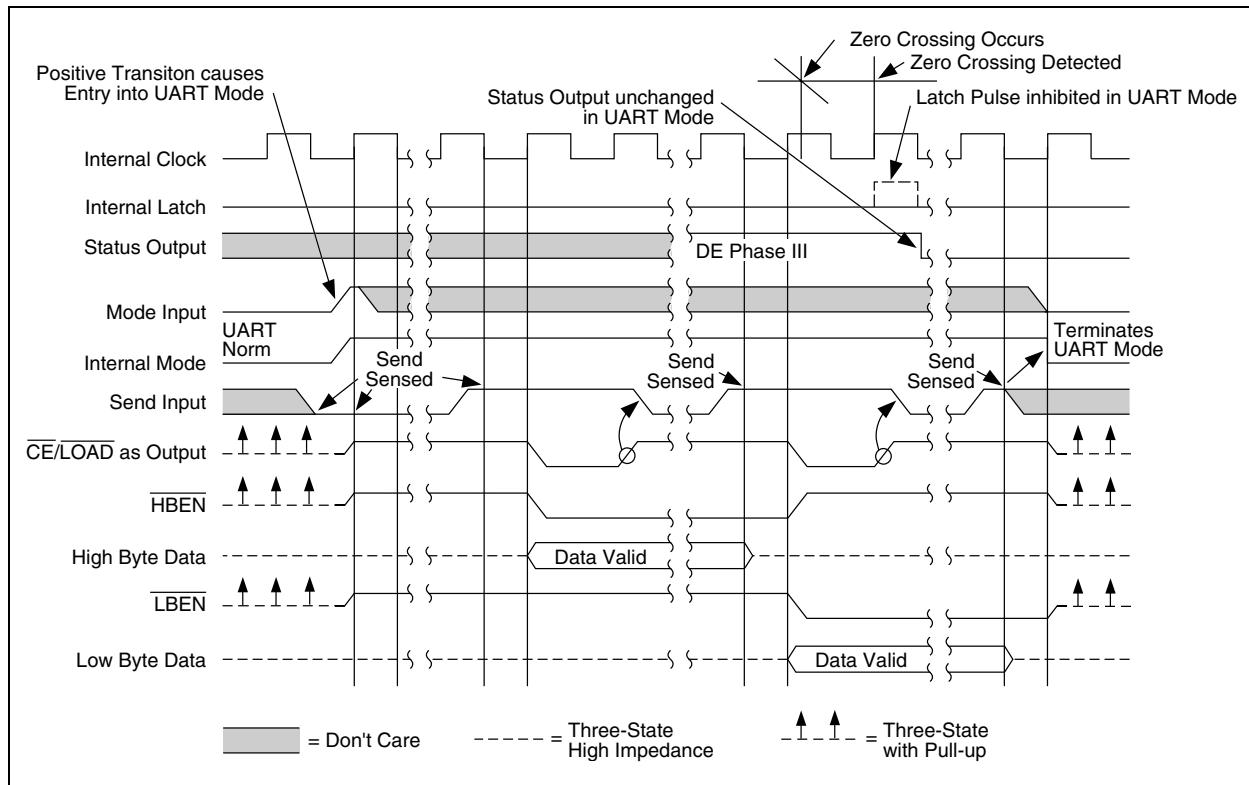 Zero Crossing Occurs
Zero Crossing Detected
Positive Transiton causes
Entry into UART Mode
Status Output unchanged
in UART Mode
Latch Pulse inhibited in UART Mode
Internal Clock
Internal Latch
Status Output
DE Phase III
Mode Input
UART
Norm
Internal Mode
Terminates
UART Mode
Send
Sensed
Send
Sensed
Send
Sensed
Send Input
CE/LOAD as Output
HBEN
High Byte Data
Data Valid
LBEN
Low Byte Data
Data Valid
= Don't Care
= Three-State
High Impedance
= Three-State
with Pull-up